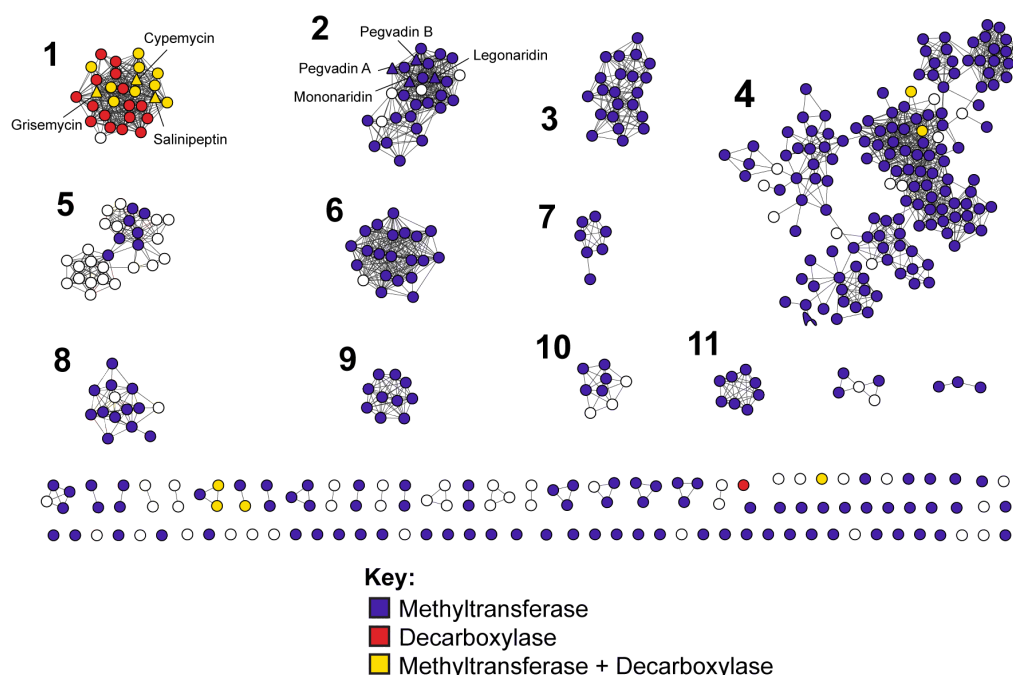 1
Cypemycin
Grisemycin
Salinipeptin
2
Pegvadin B
Pegvadin A
Legonaridin
Mononaridin
3
4
5
6
7
8
9
10
11
Key:
Methyltransferase
Decarboxylase
Methyltransferase + Decarboxylase